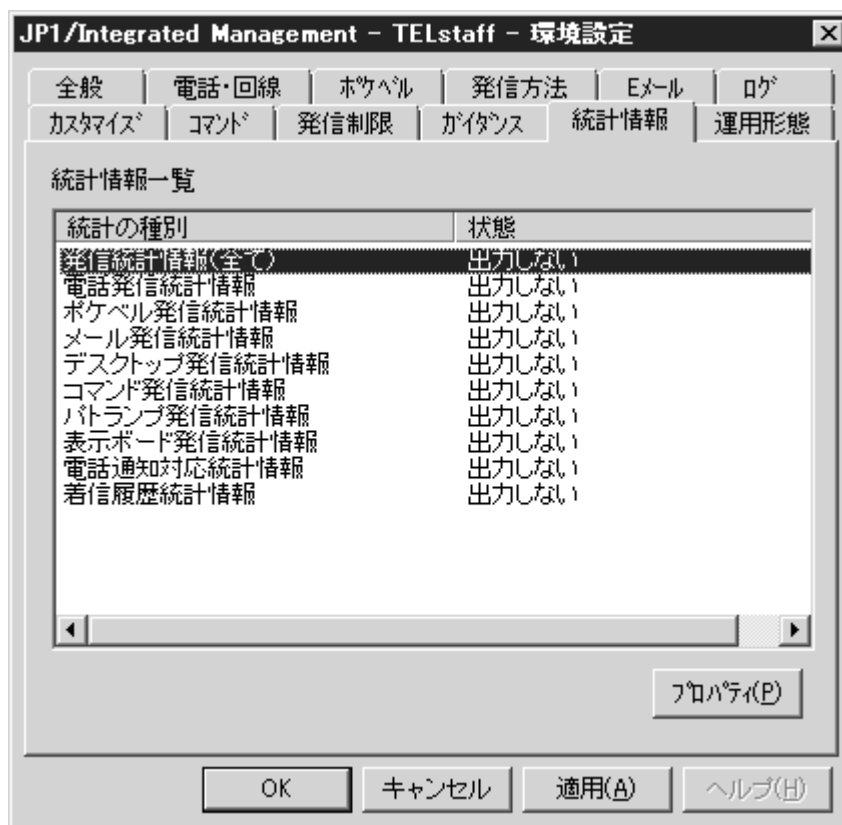 JP1/Integrated Management - TELstaff - 環境設定
全般 電話・回線 ﾎﾟｹﾍﾞﾙ 発信方法 Eﾒｰﾙ ﾛｸﾞ
ｶｽﾀﾏｲｽﾞ ｺﾏﾝﾄﾞ 発信制限 ｶﾞｲﾀﾞﾝｽ 統計情報 運用形態
統計情報一覧
統計の種別 状態
発信統計情報(全て) 出力しない
電話発信統計情報 出力しない
ポケベル発信統計情報 出力しない
メール発信統計情報 出力しない
デスクトップ発信統計情報 出力しない
コマンド発信統計情報 出力しない
パトランプ発信統計情報 出力しない
表示ボード発信統計情報 出力しない
電話通知対応統計情報 出力しない
着信履歴統計情報 出力しない
ﾌﾟﾛﾊﾟﾃｨ(P)
OK キャンセル 適用(A) ヘルプ(H)